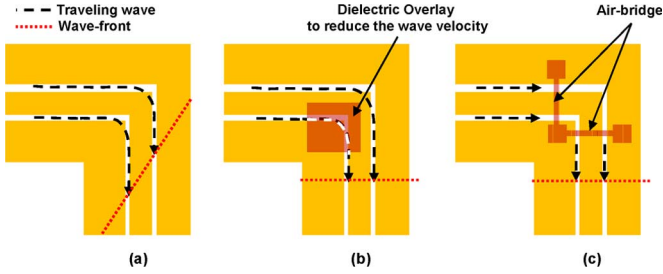 Traveling wave
Wave-front
Dielectric Overlay
to reduce the wave velocity
Air-bridge
(a)
(b)
(c)